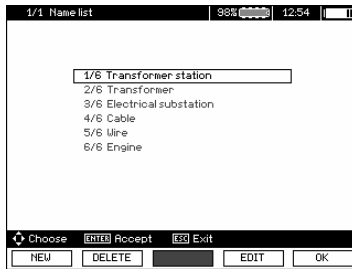 1/1 Name list 98% 12:54
1/6 Transformer station
2/6 Transformer
3/6 Electrical substation
4/6 Cable
5/6 Wire
6/6 Engine
Choose ENTER Accept ESC Exit
NEW DELETE EDIT OK